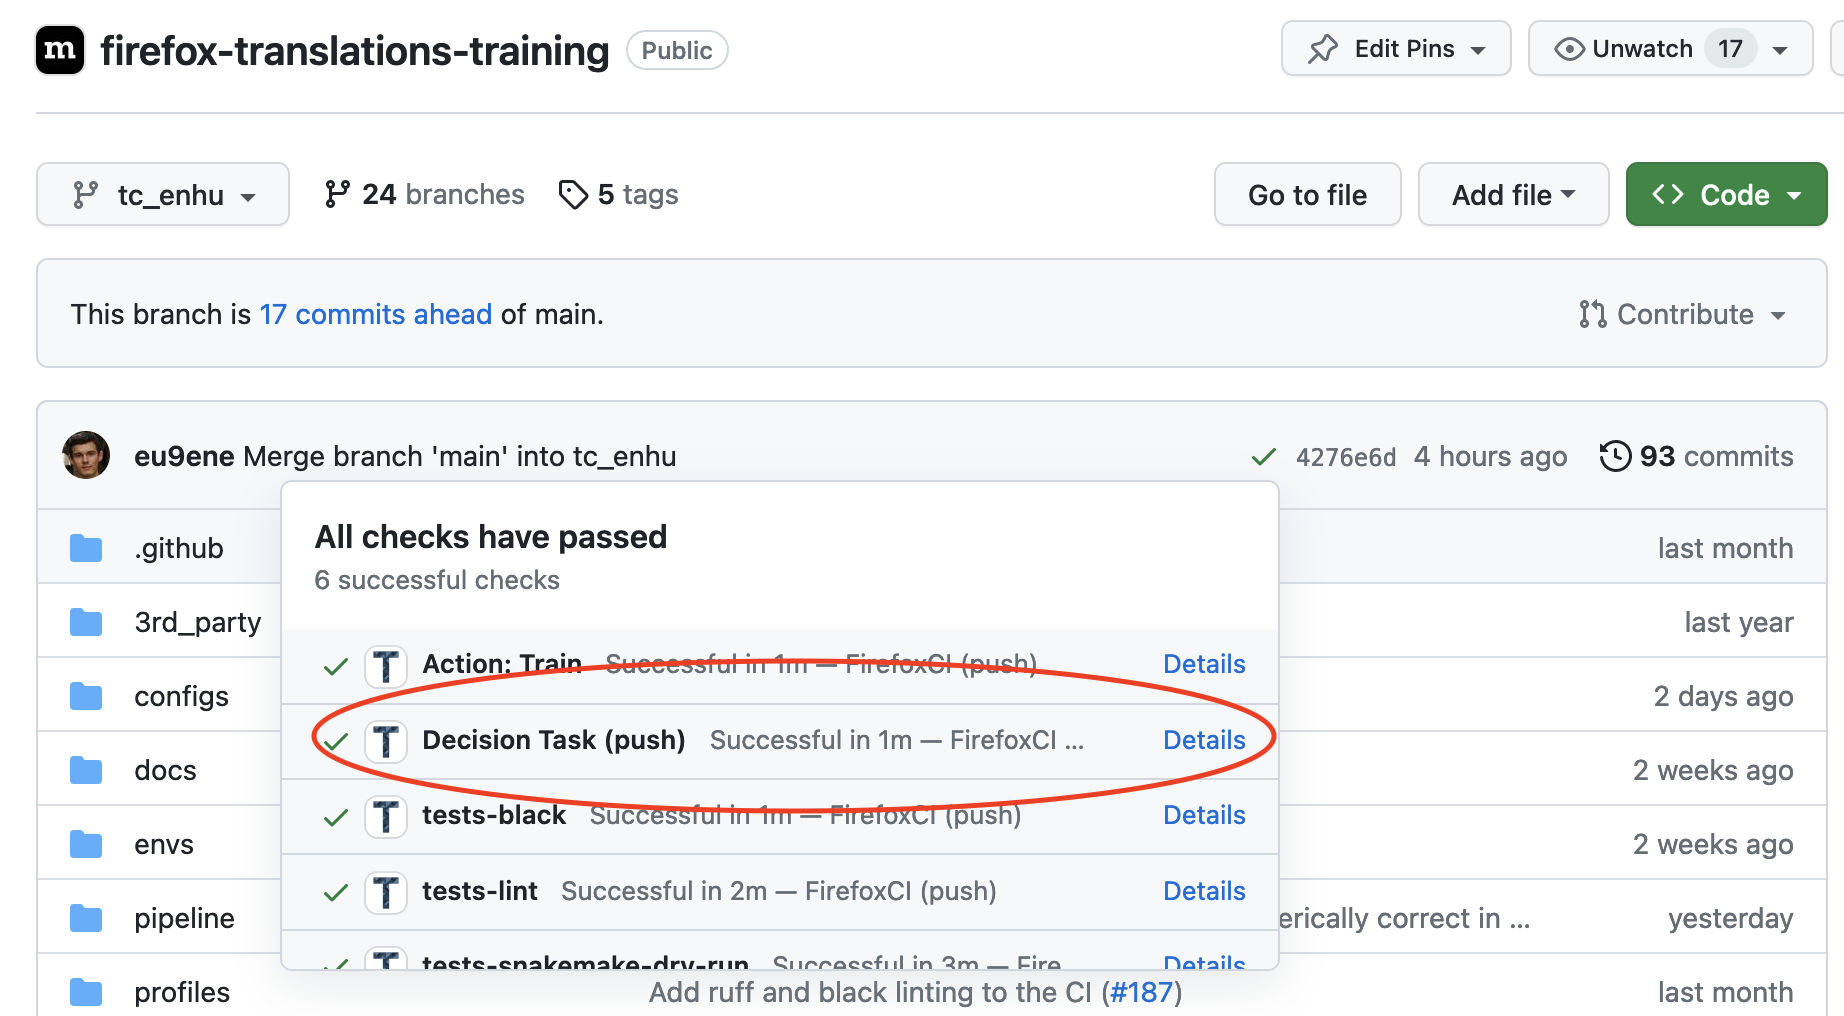 m firefox-translations-training Public Edit Pins Unwatch 17
tc_enhu 24 branches 5 tags Go to file Add file Code
This branch is 17 commits ahead of main. Contribute
eu9ene Merge branch 'main' into tc_enhu 4276e6d 4 hours ago 93 commits
All checks have passed
6 successful checks
.github last month
3rd_party last year
Action: Train Successful in 1m — FirefoxCI (push) Details
configs 2 days ago
Decision Task (push) Successful in 1m — FirefoxCI ... Details
docs 2 weeks ago
tests-black Successful in 1m — FirefoxCI (push) Details
envs 2 weeks ago
tests-lint Successful in 2m — FirefoxCI (push) Details
pipeline erically correct in ... yesterday
tests-snakemake-dry-run Successful in 3m — Fire Details
profiles Add ruff and black linting to the CI (#187) last month